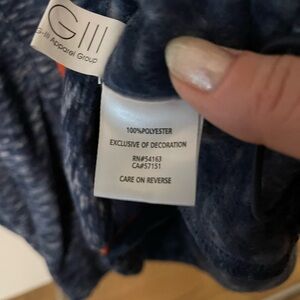 GIII
G-III Apparel Group
100%POLYESTER
EXCLUSIVE OF DECORATION
RN#54163
CA#57151
CARE ON REVERSE